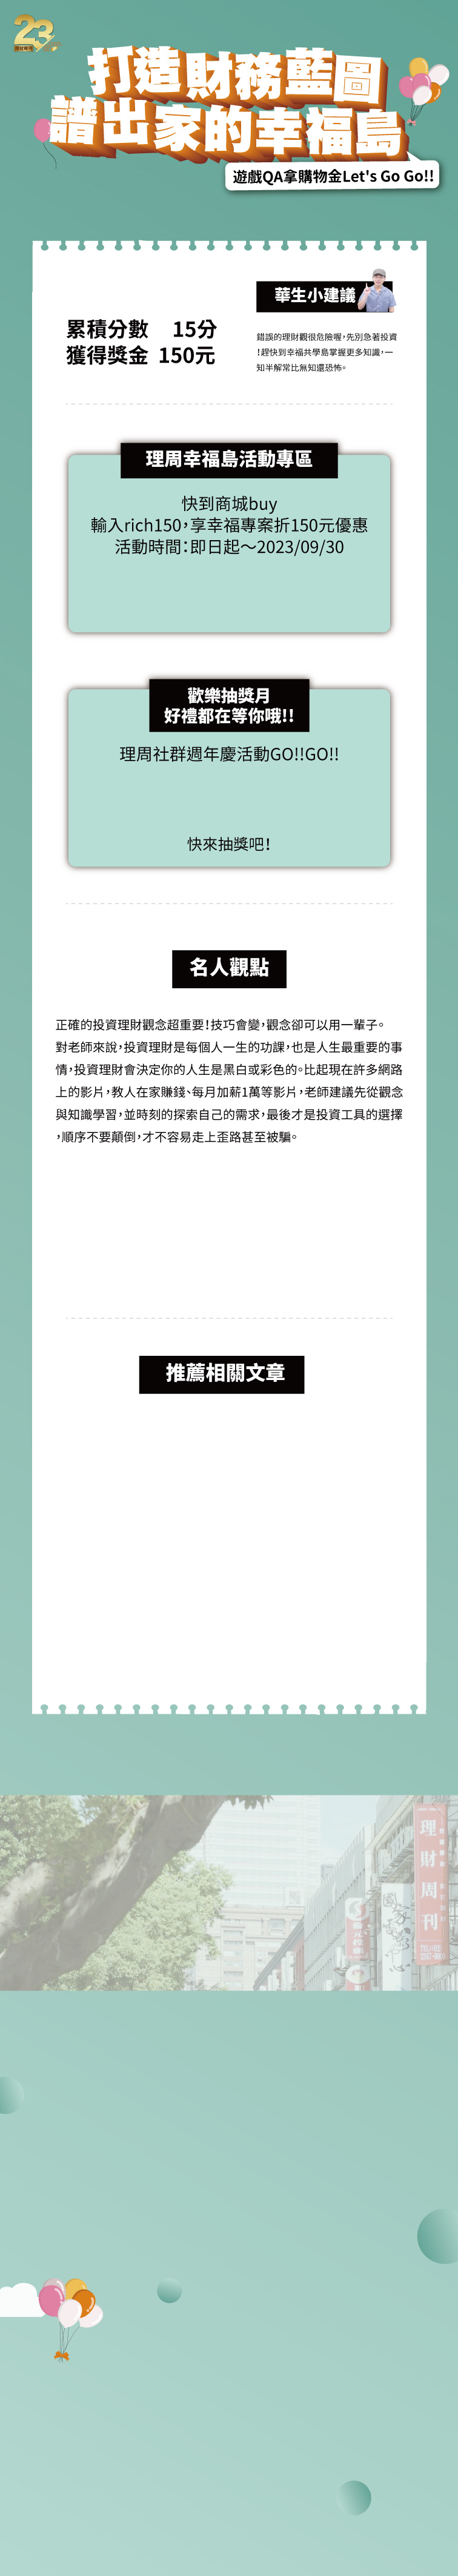 23
打造財務藍圖
譜出家的幸福島
遊戲QA拿購物金Let's Go Go!!
累積分數 15分
獲得獎金 150元
華生小建議
錯誤的理財觀很危險喔,先別急著投資
!趕快到幸福共學島掌握更多知識,一
知半解常比無知還恐怖。
理周幸福島活動專區
快到商城buy
輸入rich150,享幸福專案折150元優惠
活動時間:即日起~2023/09/30
歡樂抽獎月
好禮都在等你哦!!
理周社群週年慶活動GO!!GO!!
快來抽獎吧!
名人觀點
正確的投資理財觀念超重要!技巧會變,觀念卻可以用一輩子。
對老師來說,投資理財是每個人一生的功課,也是人生最重要的事
情,投資理財會決定你的人生是黑白或彩色的。比起現在許多網路
上的影片,教人在家賺錢、每月加薪1萬等影片,老師建議先從觀念
與知識學習,並時刻的探索自己的需求,最後才是投資工具的選擇
,順序不要顛倒,才不容易走上歪路甚至被騙。
推薦相關文章
理財周刊